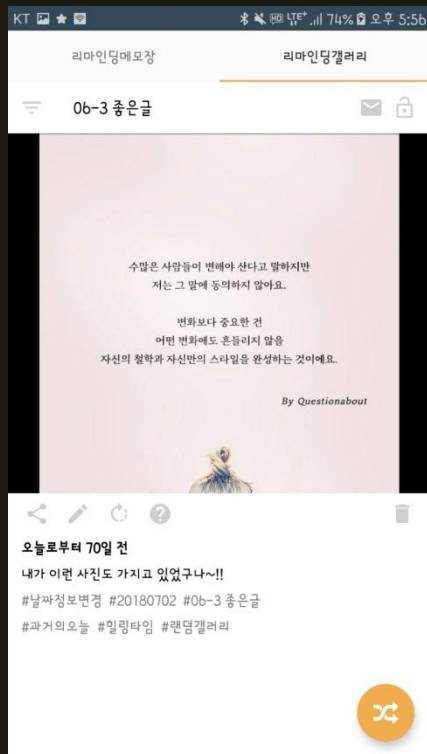 KT HD LTE+ 74% 오후 5:56
리마인딩메모장 리마인딩갤러리
06-3 좋은글
수많은 사람들이 변해야 산다고 말하지만
저는 그 말에 동의하지 않아요.
변화보다 중요한 건
어떤 변화에도 흔들리지 않을
자신의 철학과 자신만의 스타일을 완성하는 것이에요.
By Questionabout
오늘로부터 70일 전
내가 이런 사진도 가지고 있었구나~!!
#날짜정보변경 #20180702 #06-3 좋은글
#과거의오늘 #힐링타임 #랜덤갤러리